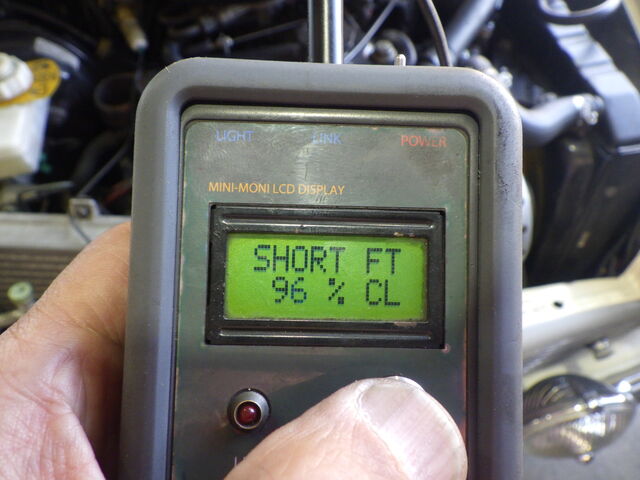 LIGHT LINK POWER
MINI-MONI LCD DISPLAY
SHORT FT
96 % CL